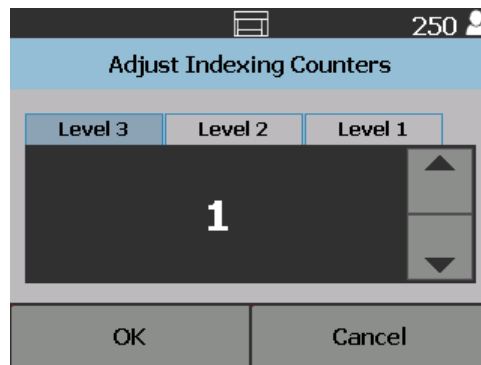 250
Adjust Indexing Counters
Level 3 Level 2 Level 1
1
OK Cancel